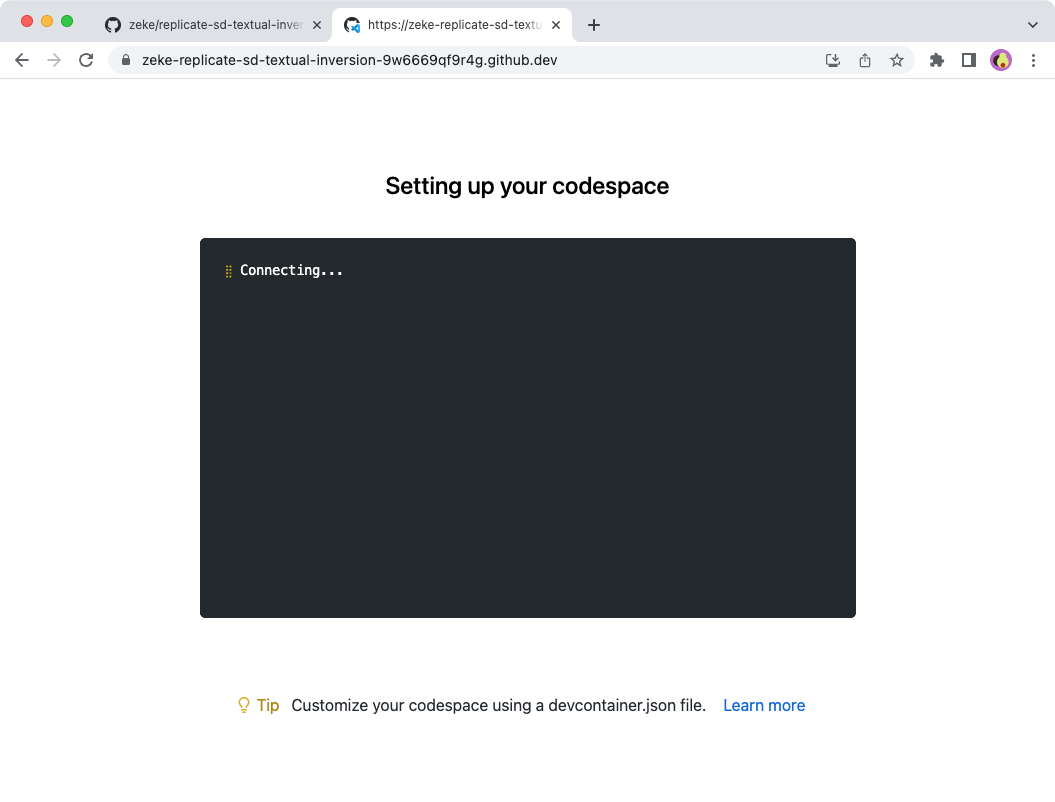 zeke/replicate-sd-textual-inver
https://zeke-replicate-sd-textu
zeke-replicate-sd-textual-inversion-9w6669qf9r4g.github.dev
Setting up your codespace
Connecting...
Tip Customize your codespace using a devcontainer.json file. Learn more